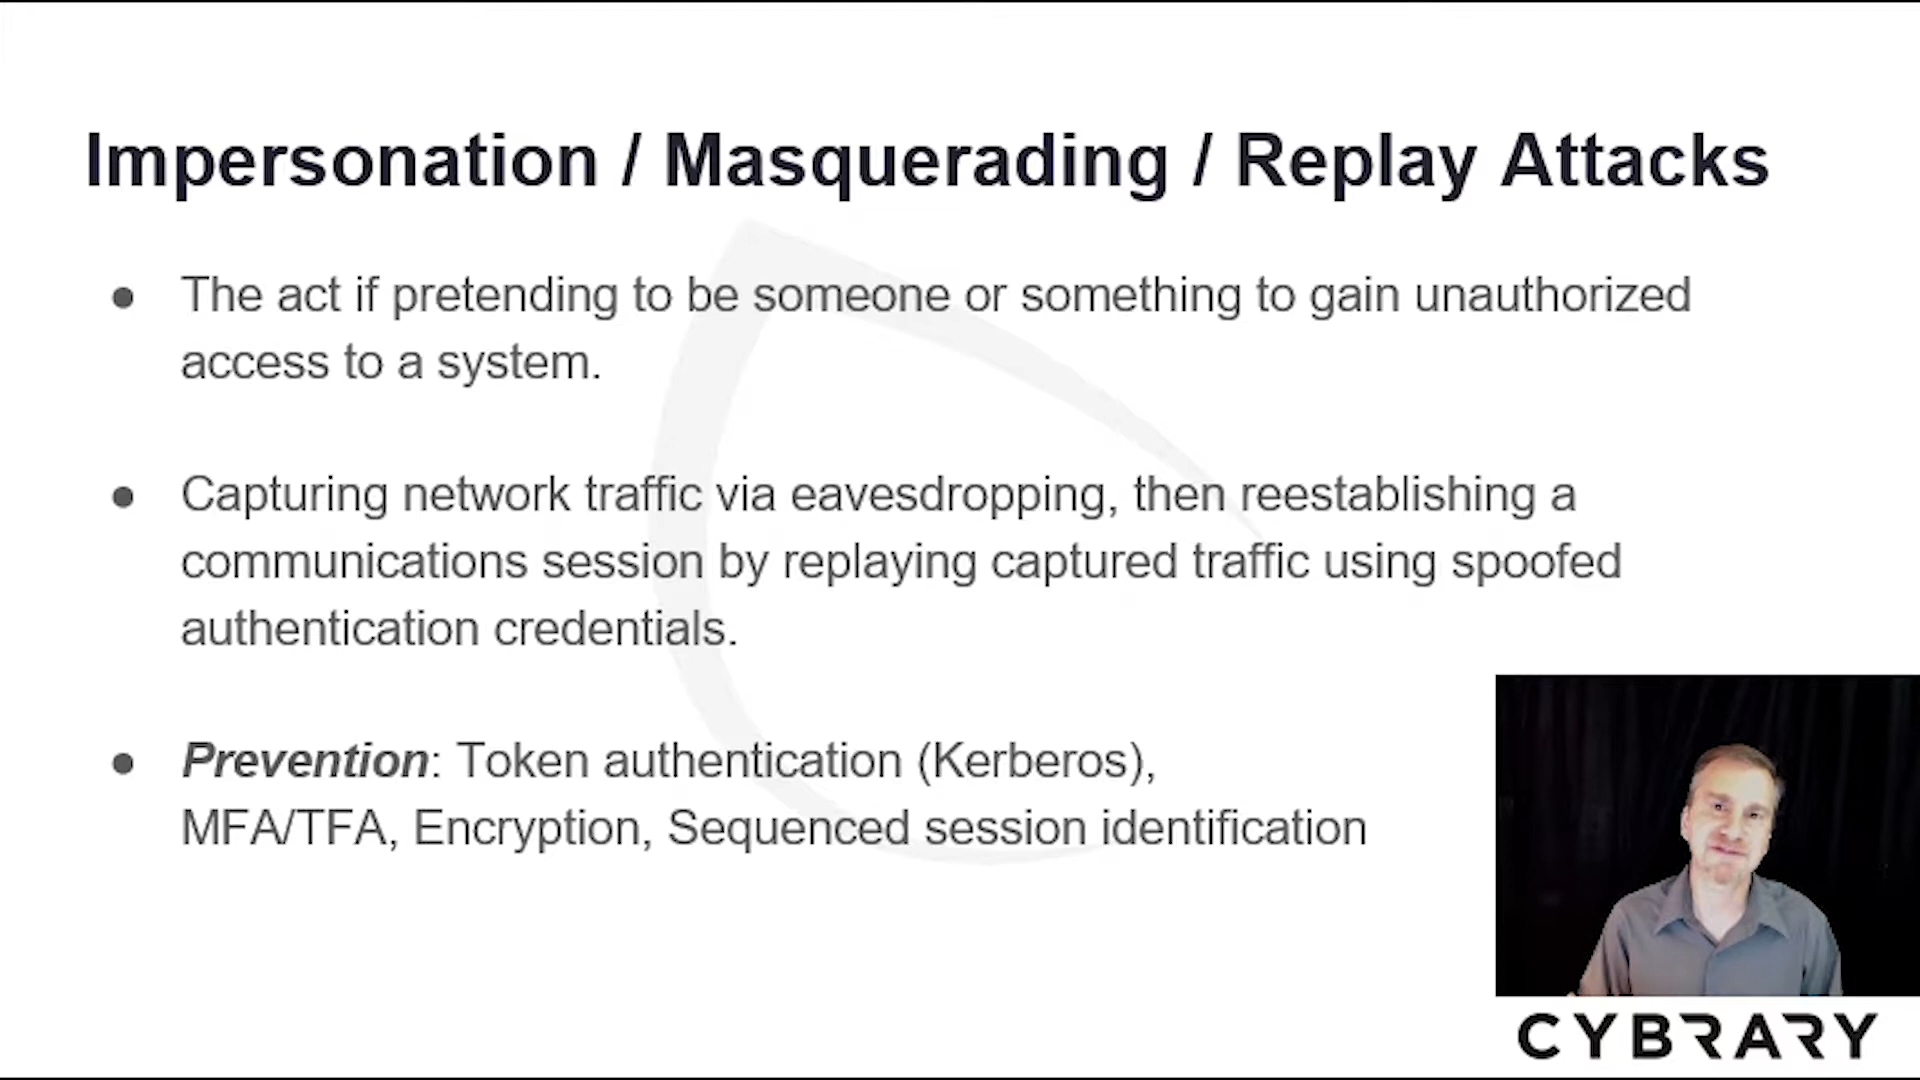 Impersonation / Masquerading / Replay Attacks
● The act if pretending to be someone or something to gain unauthorized
access to a system.
● Capturing network traffic via eavesdropping, then reestablishing a
communications session by replaying captured traffic using spoofed
authentication credentials.
● Prevention: Token authentication (Kerberos),
MFA/TFA, Encryption, Sequenced session identification
CYBRARY